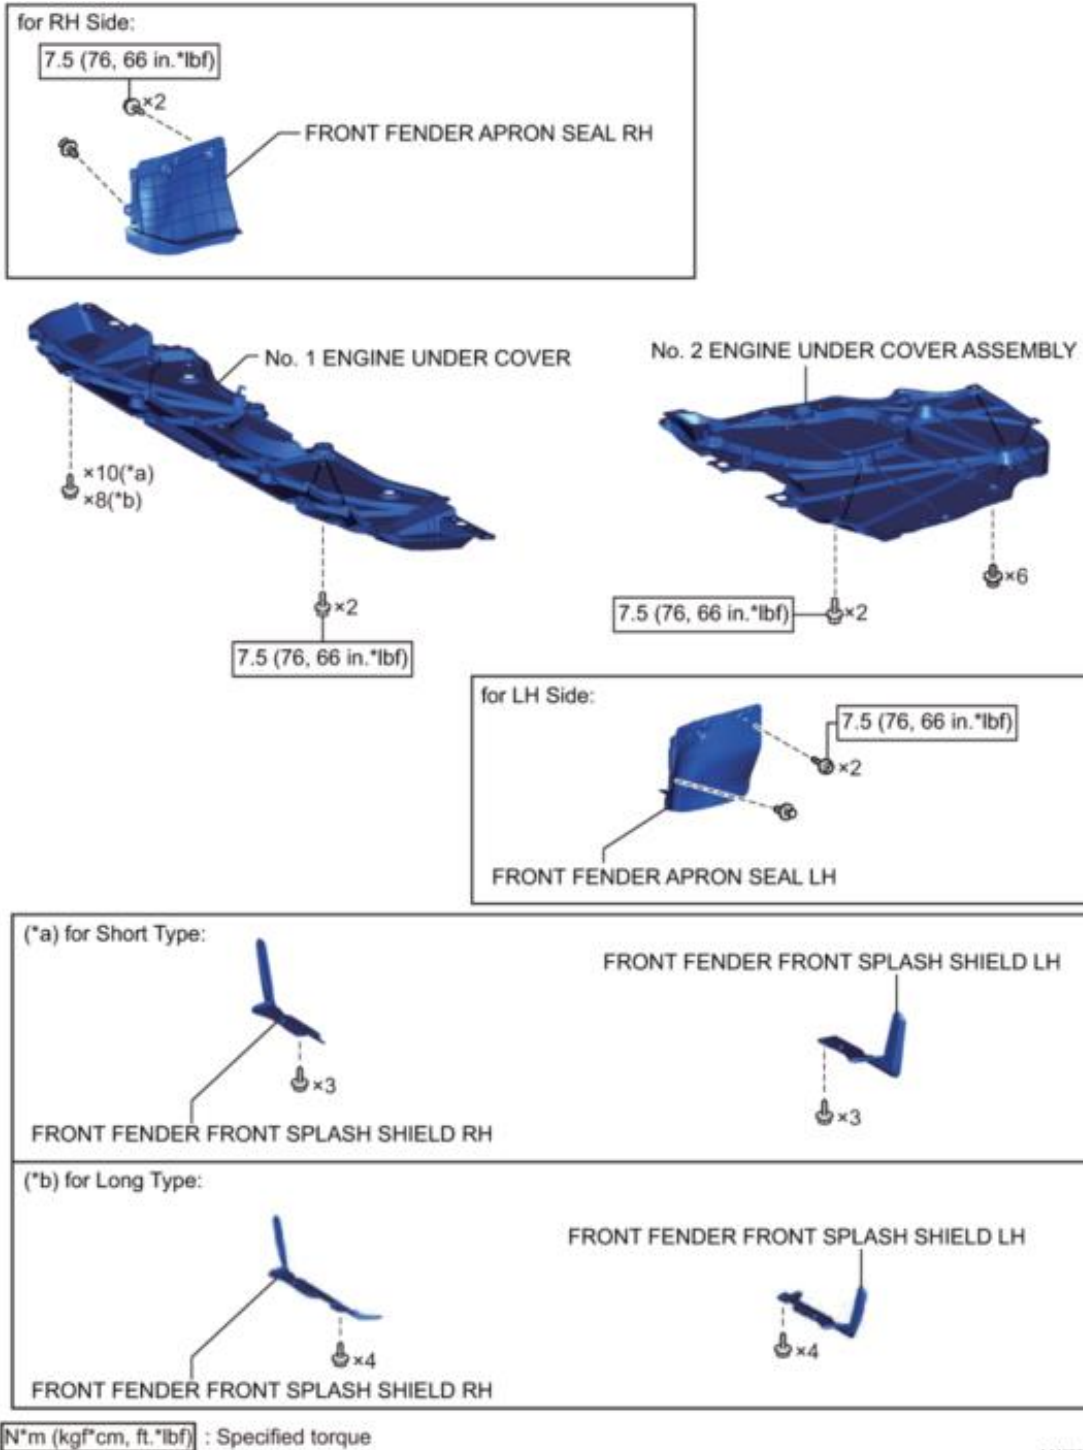 for RH Side:
7.5 (76, 66 in.*lbf)
×2
FRONT FENDER APRON SEAL RH
No. 1 ENGINE UNDER COVER
No. 2 ENGINE UNDER COVER ASSEMBLY
×10(*a)
×8(*b)
×2
7.5 (76, 66 in.*lbf)
×6
7.5 (76, 66 in.*lbf)
×2
for LH Side:
7.5 (76, 66 in.*lbf)
×2
FRONT FENDER APRON SEAL LH
(*a) for Short Type:
FRONT FENDER FRONT SPLASH SHIELD LH
×3
×3
FRONT FENDER FRONT SPLASH SHIELD RH
(*b) for Long Type:
FRONT FENDER FRONT SPLASH SHIELD LH
×4
×4
FRONT FENDER FRONT SPLASH SHIELD RH
N*m (kgf*cm, ft.*lbf) : Specified torque